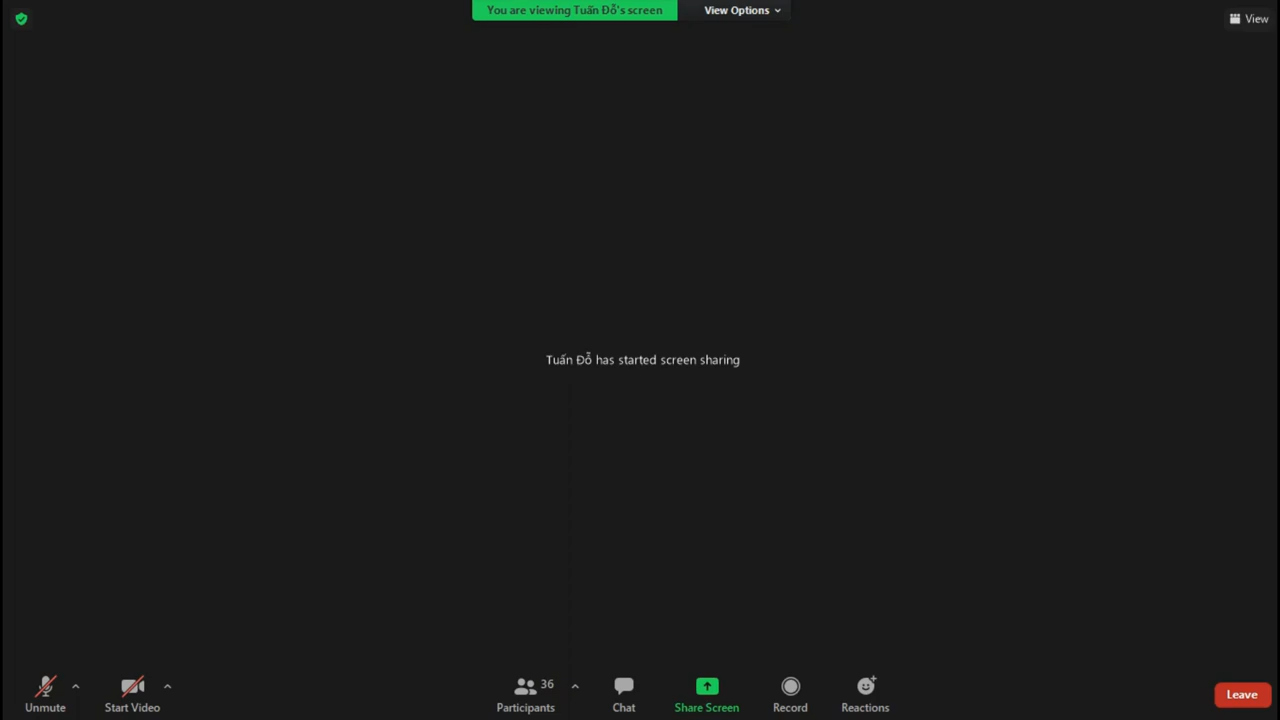 You are viewing Tuấn Đỗ's screen
View Options
View
Tuấn Đỗ has started screen sharing
36
Unmute
Start Video
Participants
Chat
Share Screen
Record
Reactions
Leave